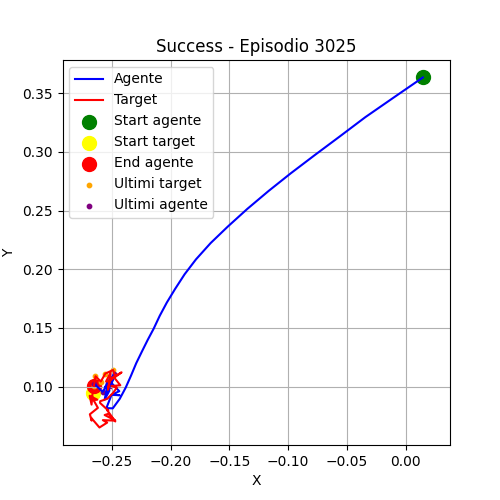 Success - Episodio 3025
Agente
Target
Start agente
Start target
End agente
Ultimi target
Ultimi agente
0.35
0.30
0.25
0.20
0.15
0.10
Y
−0.25
−0.20
−0.15
−0.10
−0.05
0.00
X